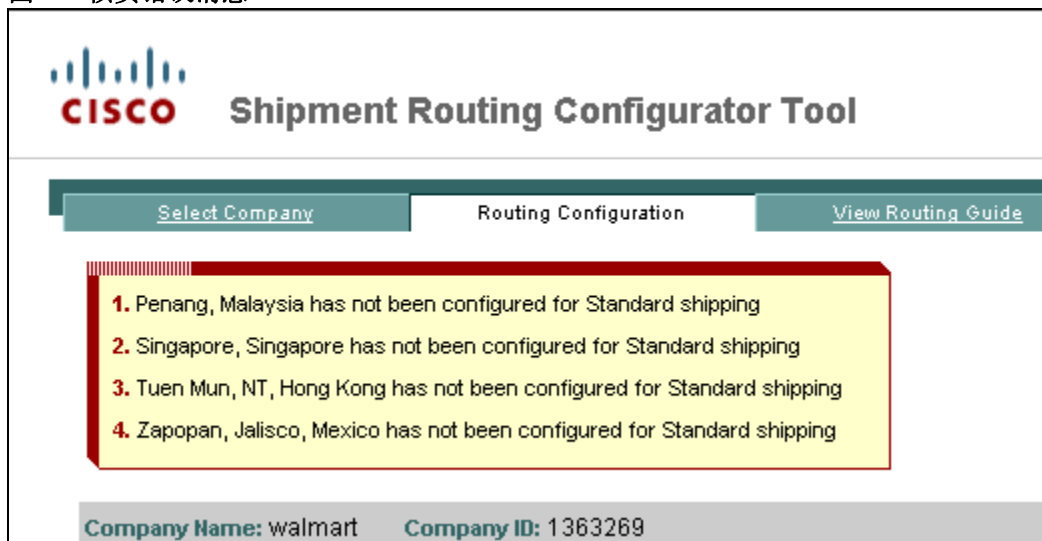 CISCO
Shipment Routing Configurator Tool
Select Company
Routing Configuration
View Routing Guide
1. Penang, Malaysia has not been configured for Standard shipping
2. Singapore, Singapore has not been configured for Standard shipping
3. Tuen Mun, NT, Hong Kong has not been configured for Standard shipping
4. Zapopan, Jalisco, Mexico has not been configured for Standard shipping
Company Name: walmart Company ID: 1363269